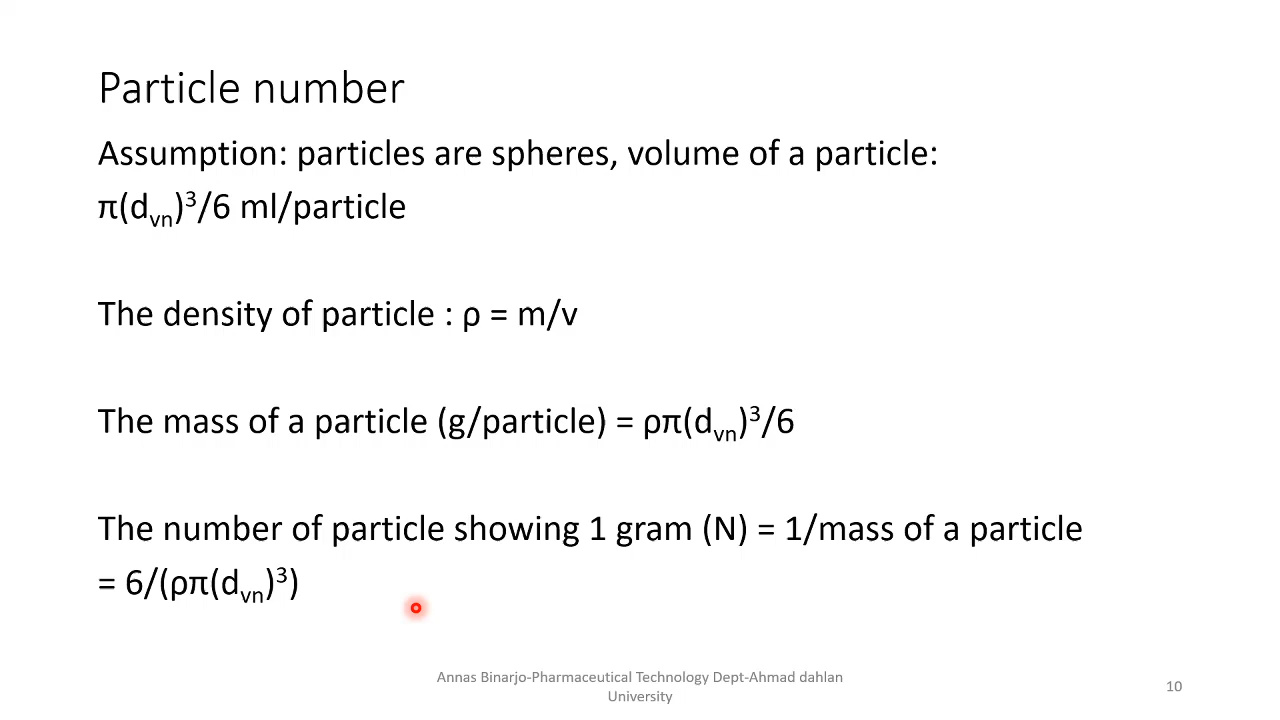 Particle number
Assumption: particles are spheres, volume of a particle:
π(dvn)³/6 ml/particle
The density of particle : ρ = m/v
The mass of a particle (g/particle) = ρπ(dvn)³/6
The number of particle showing 1 gram (N) = 1/mass of a particle
= 6/(ρπ(dvn)³)
Annas Binarjo-Pharmaceutical Technology Dept-Ahmad dahlan
University
10